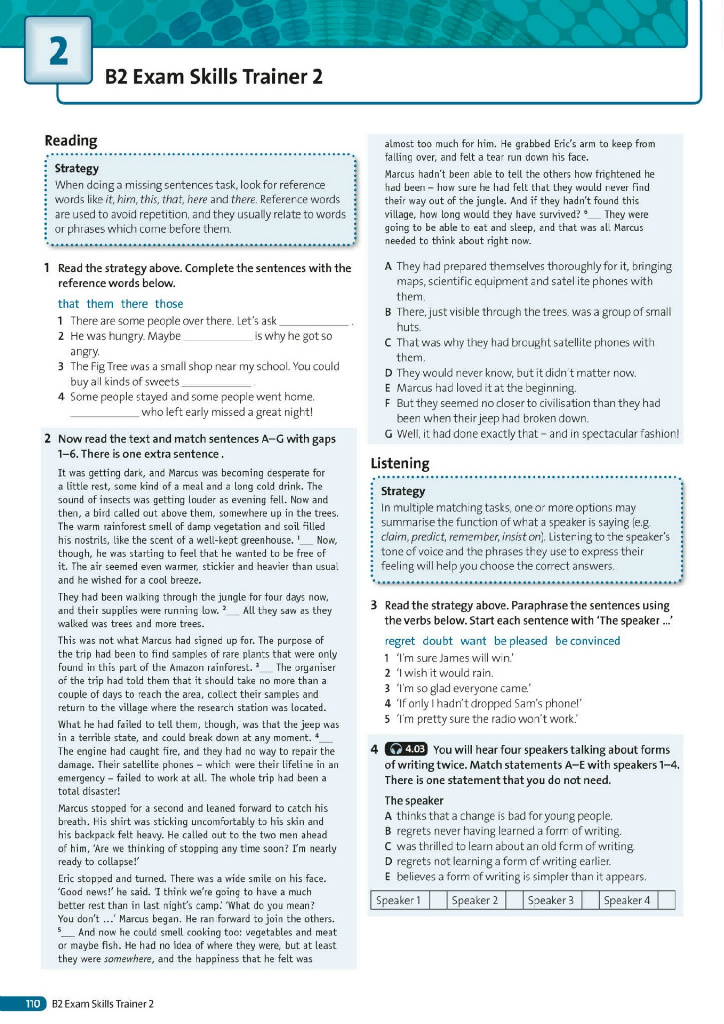 2
B2 Exam Skills Trainer 2
Reading
Strategy
When doing a missing sentences task, look for reference
words like it, him, this, that, here and there. Reference words
are used to avoid repetition, and they usually relate to words
or phrases which come before them.
1 Read the strategy above. Complete the sentences with the
reference words below.
that them there those
1 There are some people over there. Let's ask ____________ .
2 He was hungry. Maybe ____________ is why he got so
angry.
3 The Fig Tree was a small shop near my school. You could
buy all kinds of sweets ____________ .
4 Some people stayed and some people went home.
____________ who left early missed a great night!
2 Now read the text and match sentences A–G with gaps
1–6. There is one extra sentence .
It was getting dark, and Marcus was becoming desperate for
a little rest, some kind of a meal and a long cold drink. The
sound of insects was getting louder as evening fell. Now and
then, a bird called out above them, somewhere up in the trees.
The warm rainforest smell of damp vegetation and soil filled
his nostrils, like the scent of a well-kept greenhouse. ¹__ Now,
though, he was starting to feel that he wanted to be free of
it. The air seemed even warmer, stickier and heavier than usual
and he wished for a cool breeze.
They had been walking through the jungle for four days now,
and their supplies were running low. ²__ All they saw as they
walked was trees and more trees.
This was not what Marcus had signed up for. The purpose of
the trip had been to find samples of rare plants that were only
found in this part of the Amazon rainforest. ³__ The organiser
of the trip had told them that it should take no more than a
couple of days to reach the area, collect their samples and
return to the village where the research station was located.
What he had failed to tell them, though, was that the jeep was
in a terrible state, and could break down at any moment. ⁴__
The engine had caught fire, and they had no way to repair the
damage. Their satellite phones – which were their lifeline in an
emergency – failed to work at all. The whole trip had been a
total disaster!
Marcus stopped for a second and leaned forward to catch his
breath. His shirt was sticking uncomfortably to his skin and
his backpack felt heavy. He called out to the two men ahead
of him, 'Are we thinking of stopping any time soon? I'm nearly
ready to collapse!'
Eric stopped and turned. There was a wide smile on his face.
'Good news!' he said. 'I think we're going to have a much
better rest than in last night's camp.' 'What do you mean?
You don't ...' Marcus began. He ran forward to join the others.
⁵__ And now he could smell cooking too: vegetables and meat
or maybe fish. He had no idea of where they were, but at least
they were somewhere, and the happiness that he felt was
almost too much for him. He grabbed Eric's arm to keep from
falling over, and felt a tear run down his face.
Marcus hadn't been able to tell the others how frightened he
had been – how sure he had felt that they would never find
their way out of the jungle. And if they hadn't found this
village, how long would they have survived? ⁶__ They were
going to be able to eat and sleep, and that was all Marcus
needed to think about right now.
A They had prepared themselves thoroughly for it, bringing
maps, scientific equipment and satellite phones with
them.
B There, just visible through the trees, was a group of small
huts.
C That was why they had brought satellite phones with
them.
D They would never know, but it didn't matter now.
E Marcus had loved it at the beginning.
F But they seemed no closer to civilisation than they had
been when their jeep had broken down.
G Well, it had done exactly that – and in spectacular fashion!
Listening
Strategy
In multiple matching tasks, one or more options may
summarise the function of what a speaker is saying (e.g.
claim, predict, remember, insist on). Listening to the speaker's
tone of voice and the phrases they use to express their
feeling will help you choose the correct answers.
3 Read the strategy above. Paraphrase the sentences using
the verbs below. Start each sentence with 'The speaker ...'
regret doubt want be pleased be convinced
1 'I'm sure James will win.'
2 'I wish it would rain.'
3 'I'm so glad everyone came.'
4 'If only I hadn't dropped Sam's phone!'
5 'I'm pretty sure the radio won't work.'
4 4.03 You will hear four speakers talking about forms
of writing twice. Match statements A–E with speakers 1–4.
There is one statement that you do not need.
The speaker
A thinks that a change is bad for young people.
B regrets never having learned a form of writing.
C was thrilled to learn about an old form of writing.
D regrets not learning a form of writing earlier.
E believes a form of writing is simpler than it appears.
Speaker 1 Speaker 2 Speaker 3 Speaker 4
110 B2 Exam Skills Trainer 2